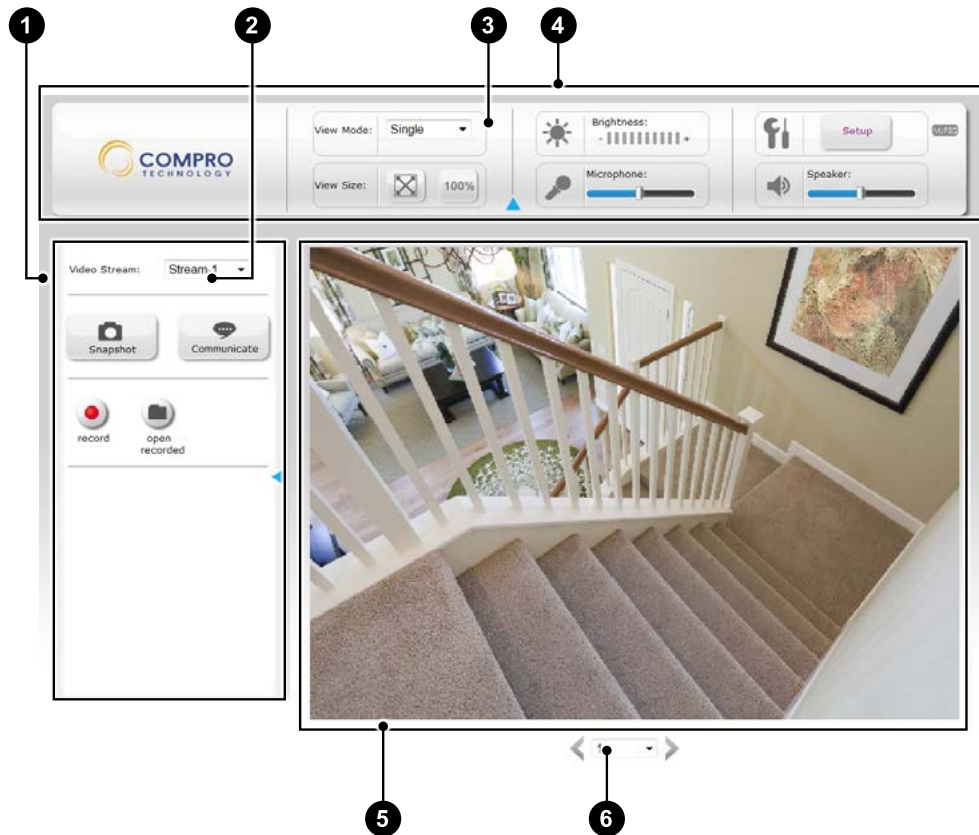 1
2
3
4
View Mode:
Single
Brightness:
- +
Setup
COMPRO
TECHNOLOGY
View Size:
100%
Microphone:
Speaker:
Video Stream:
Stream-1
Snapshot
Communicate
record
open
recorded
5
6